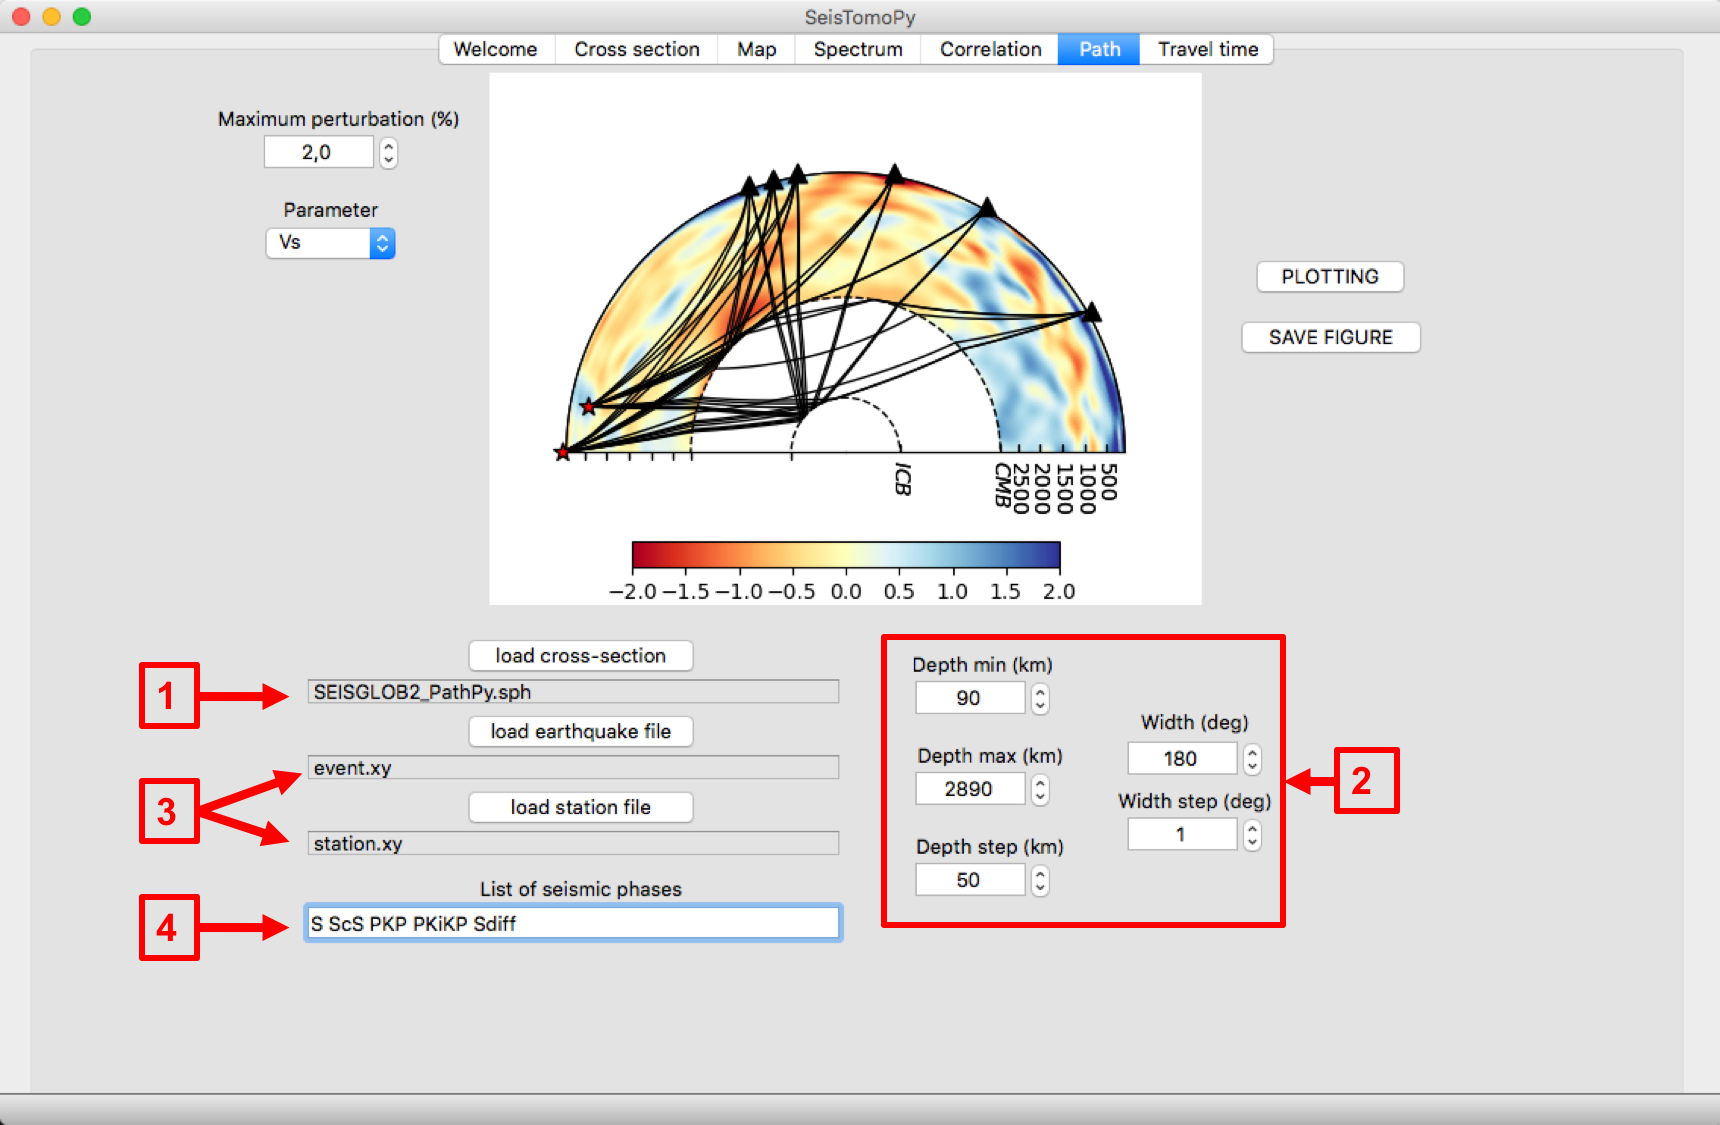 SeisTomoPy
Welcome Cross section Map Spectrum Correlation Path Travel time
Maximum perturbation (%)
2,0
Parameter
Vs
PLOTTING
SAVE FIGURE
ICB
CMB
2500
2000
1500
1000
500
−2.0 −1.5 −1.0 −0.5 0.0 0.5 1.0 1.5 2.0
load cross-section
1
SEISGLOB2_PathPy.sph
load earthquake file
3
event.xy
load station file
station.xy
List of seismic phases
4
S ScS PKP PKiKP Sdiff
Depth min (km)
90
Width (deg)
180
Depth max (km)
2890
2
Width step (deg)
1
Depth step (km)
50